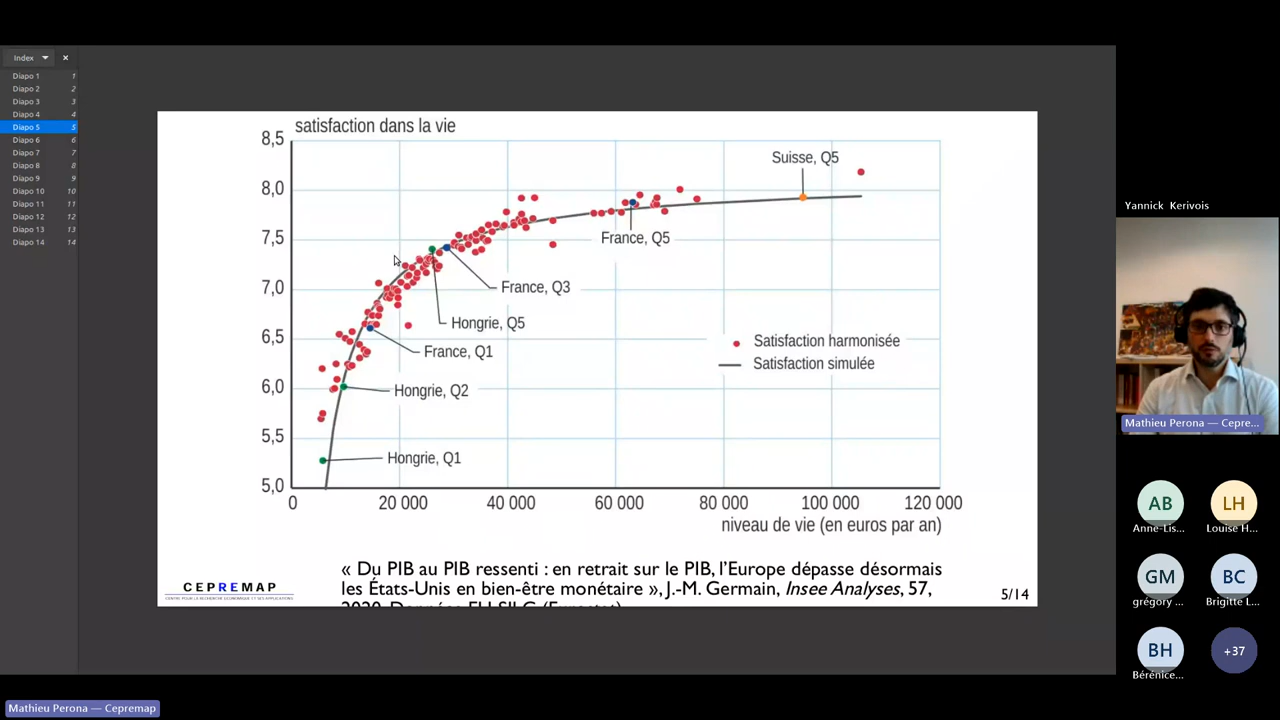 Index
Diapo 1 1
Diapo 2 2
Diapo 3 3
Diapo 4 4
Diapo 5 5
Diapo 6 6
Diapo 7 7
Diapo 8 8
Diapo 9 9
Diapo 10 10
Diapo 11 11
Diapo 12 12
Diapo 13 13
Diapo 14 14
satisfaction dans la vie
8,5
8,0
7,5
7,0
6,5
6,0
5,5
5,0
Suisse, Q5
France, Q5
France, Q3
Hongrie, Q5
France, Q1
Hongrie, Q2
Hongrie, Q1
Satisfaction harmonisée
Satisfaction simulée
0 20 000 40 000 60 000 80 000 100 000 120 000
niveau de vie (en euros par an)
« Du PIB au PIB ressenti : en retrait sur le PIB, l'Europe dépasse désormais
les États-Unis en bien-être monétaire », J.-M. Germain, Insee Analyses, 57,
2020. Données EU-SILC (Eurostat)
CEPREMAP
5/14
Yannick Kerivois
Mathieu Perona — Cepre...
AB
Anne-Lis...
LH
Louise H...
GM
grégory ...
BC
Brigitte L...
BH
Bérénice...
+37
Mathieu Perona — Cepremap